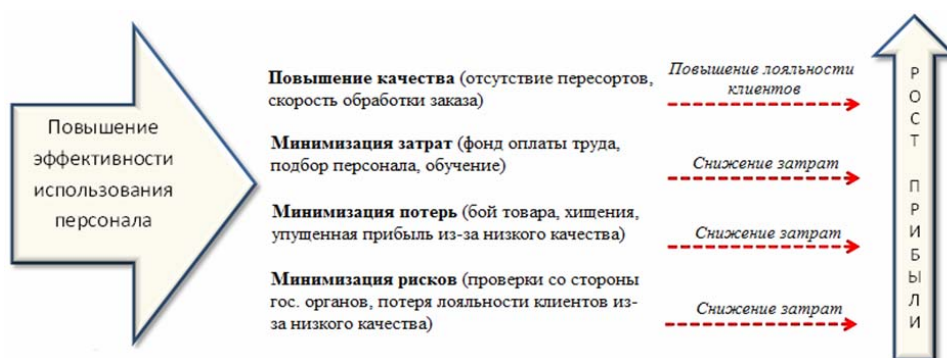 Повышение
эффективности
использования
персонала
Повышение качества (отсутствие пересортов,
скорость обработки заказа)
Повышение лояльности
клиентов
Минимизация затрат (фонд оплаты труда,
подбор персонала, обучение)
Снижение затрат
Минимизация потерь (бой товара, хищения,
упущенная прибыль из-за низкого качества)
Снижение затрат
Минимизация рисков (проверки со стороны
гос. органов, потеря лояльности клиентов из-
за низкого качества)
Снижение затрат
РОСТ ПРИБЫЛИ